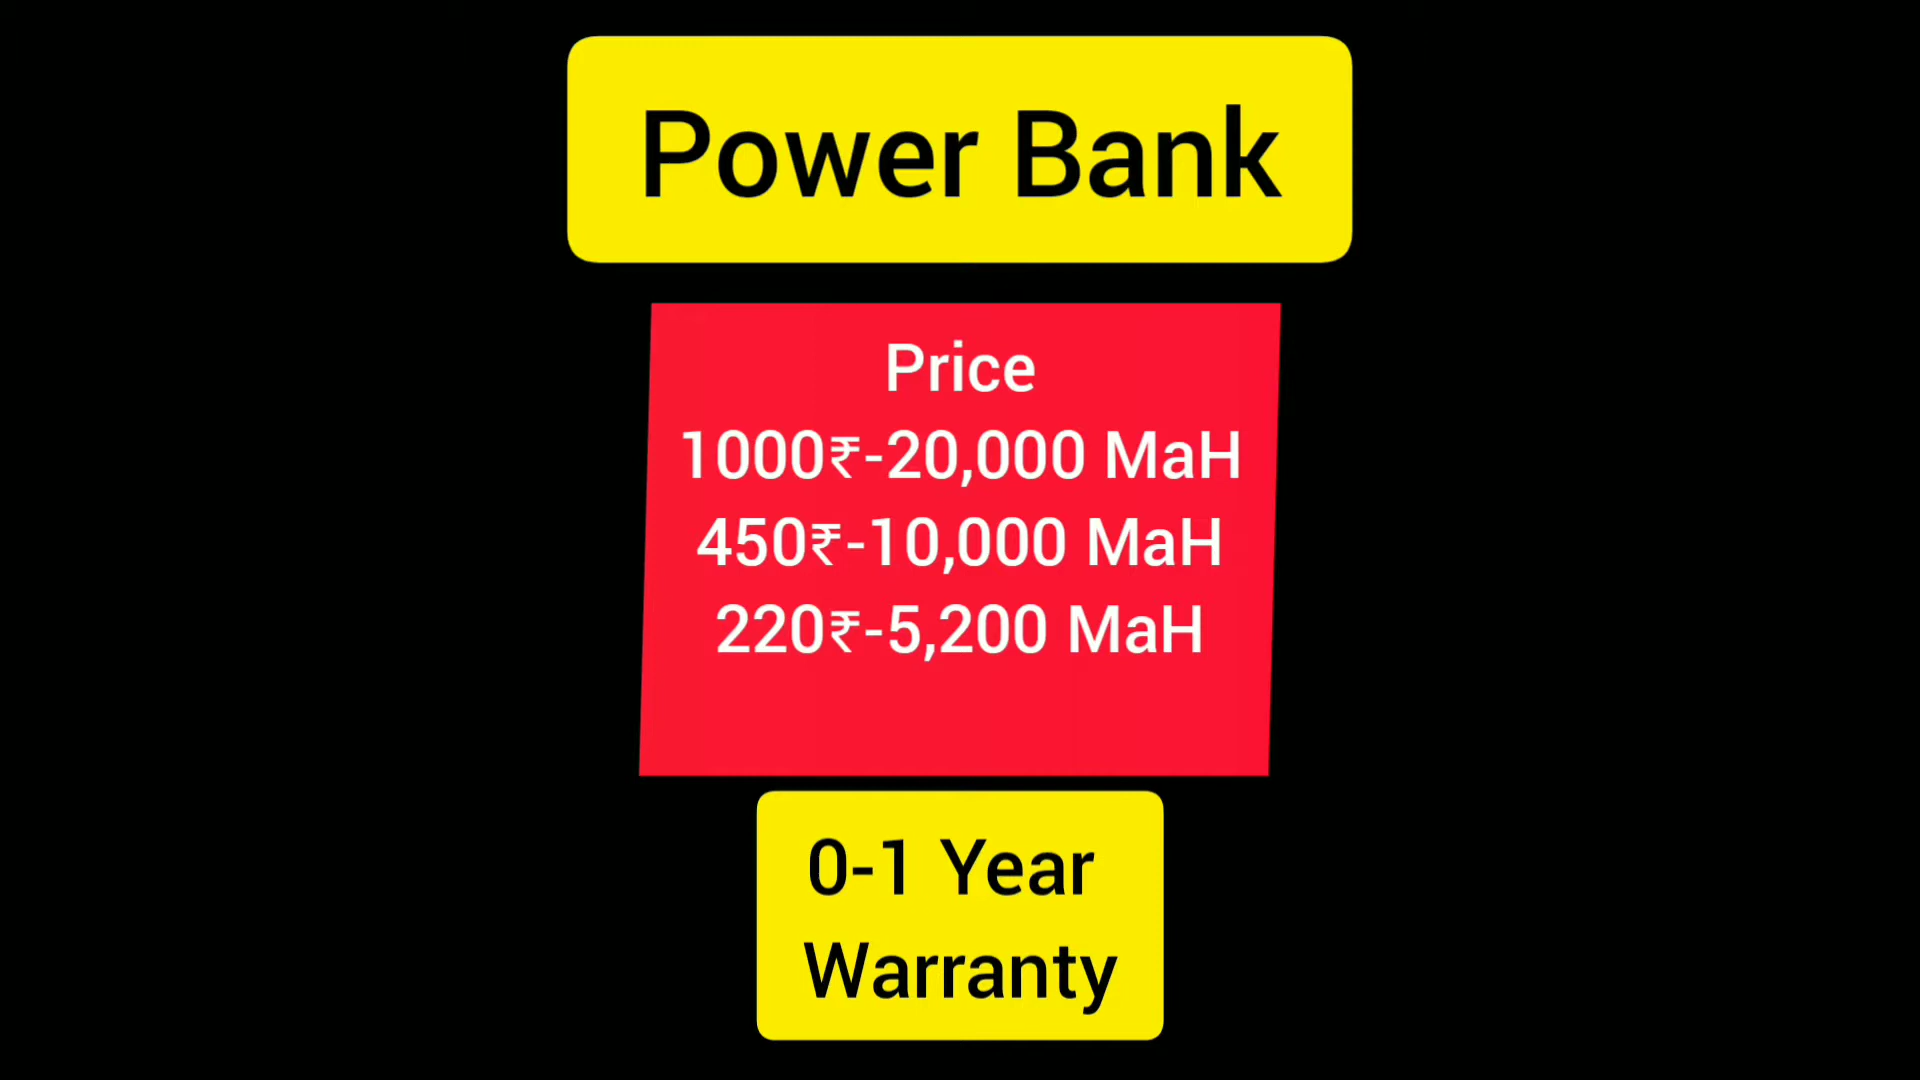 Power Bank
Price
1000₹-20,000 MaH
450₹-10,000 MaH
220₹-5,200 MaH
0-1 Year
Warranty